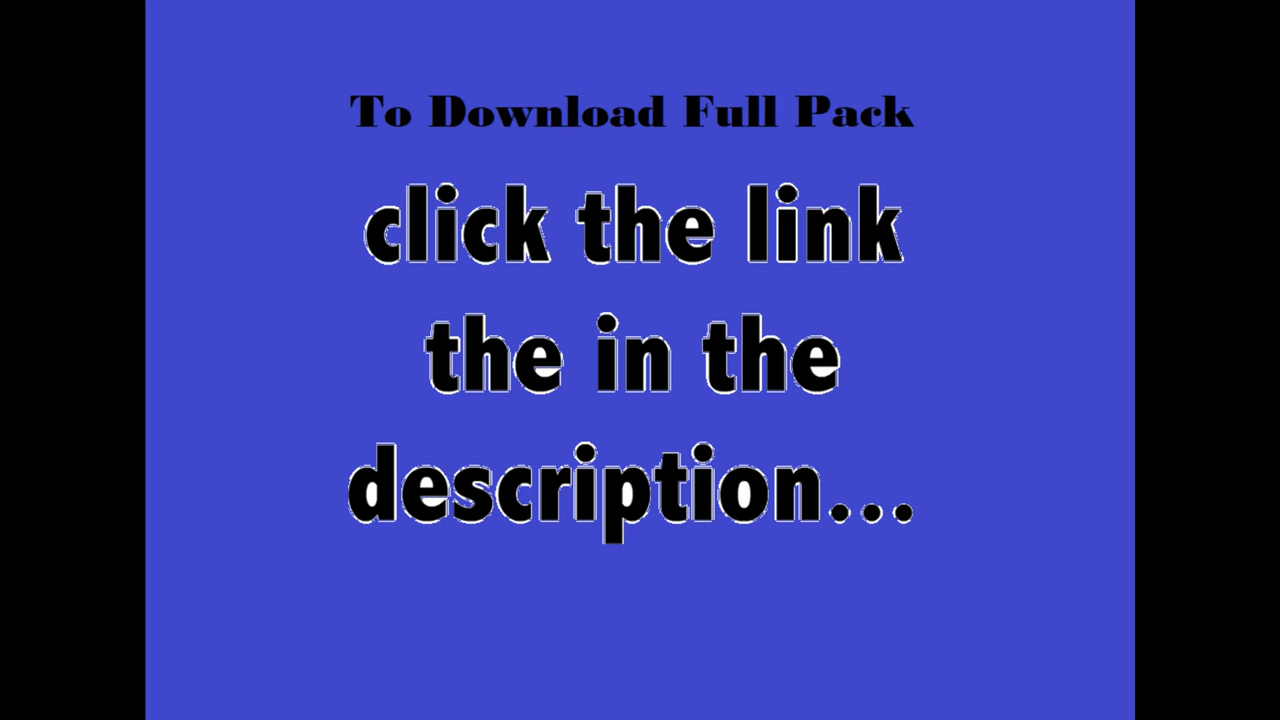 To Download Full Pack
click the link
the in the
description...